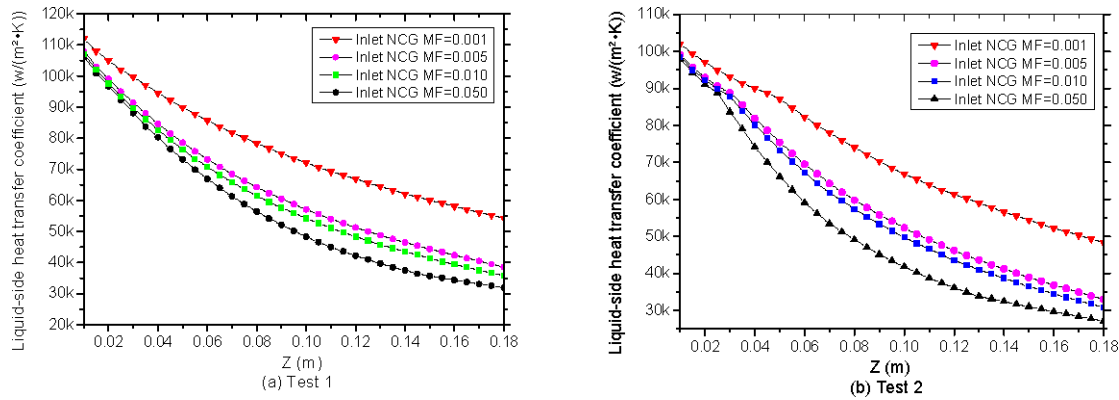 Liquid-side heat transfer coefficient (w/(m²•K)
120k
110k
100k
90k
80k
70k
60k
50k
40k
30k
20k
Inlet NCG MF=0.001
Inlet NCG MF=0.005
Inlet NCG MF=0.010
Inlet NCG MF=0.050
0.02 0.04 0.06 0.08 0.10 0.12 0.14 0.16 0.18
Z (m)
(a) Test 1
Liquid-side heat transfer coefficient (w/(m²•K)
110k
100k
90k
80k
70k
60k
50k
40k
30k
Inlet NCG MF=0.001
Inlet NCG MF=0.005
Inlet NCG MF=0.010
Inlet NCG MF=0.050
0.02 0.04 0.06 0.08 0.10 0.12 0.14 0.16 0.18
Z (m)
(b) Test 2